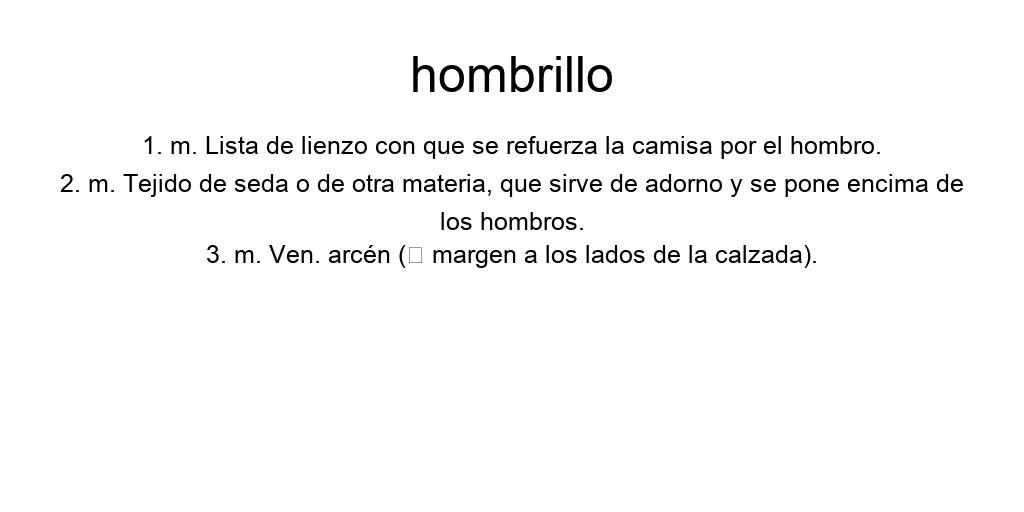 hombrillo
1. m. Lista de lienzo con que se refuerza la camisa por el hombro.
2. m. Tejido de seda o de otra materia, que sirve de adorno y se pone encima de
los hombros.
3. m. Ven. arcén (▯ margen a los lados de la calzada).